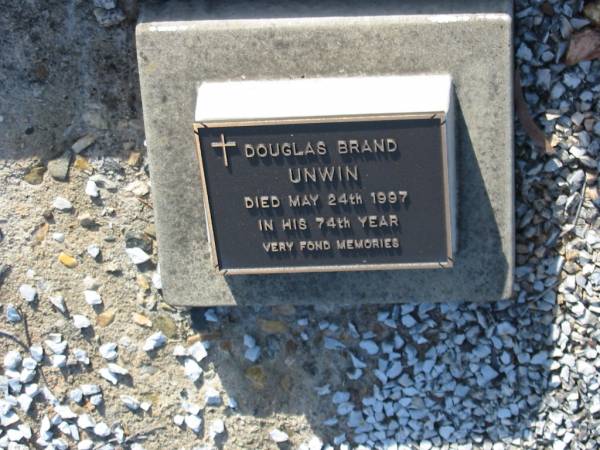 DOUGLAS BRAND
UNWIN
DIED MAY 24th 1997
IN HIS 74th YEAR
VERY FOND MEMORIES